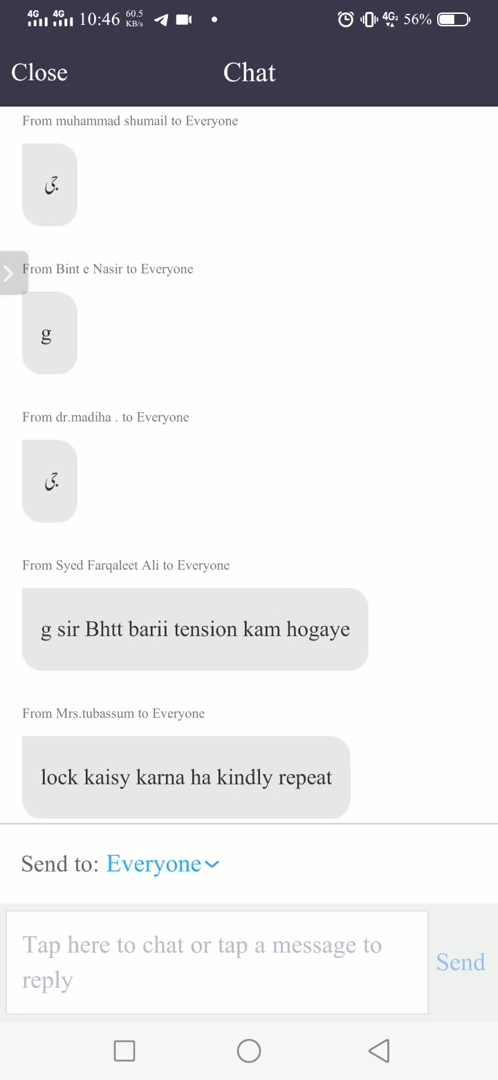 4G 4G 10:46 60.5 KB/s 4G2 56%
Close Chat
From muhammad shumail to Everyone
جی
From Bint e Nasir to Everyone
g
From dr.madiha . to Everyone
جی
From Syed Farqaleet Ali to Everyone
g sir Bhtt barii tension kam hogaye
From Mrs.tubassum to Everyone
lock kaisy karna ha kindly repeat
Send to: Everyone
Tap here to chat or tap a message to
reply
Send